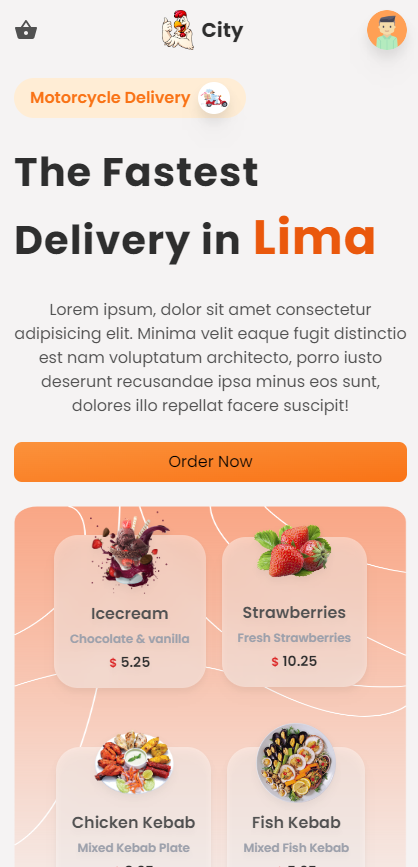 City
Motorcycle Delivery
The Fastest
Delivery in Lima
Lorem ipsum, dolor sit amet consectetur
adipisicing elit. Minima velit eaque fugit distinctio
est nam voluptatum architecto, porro iusto
deserunt recusandae ipsa minus eos sunt,
dolores illo repellat facere suscipit!
Order Now
Icecream
Chocolate & vanilla
$ 5.25
Strawberries
Fresh Strawberries
$ 10.25
Chicken Kebab
Mixed Kebab Plate
Fish Kebab
Mixed Fish Kebab